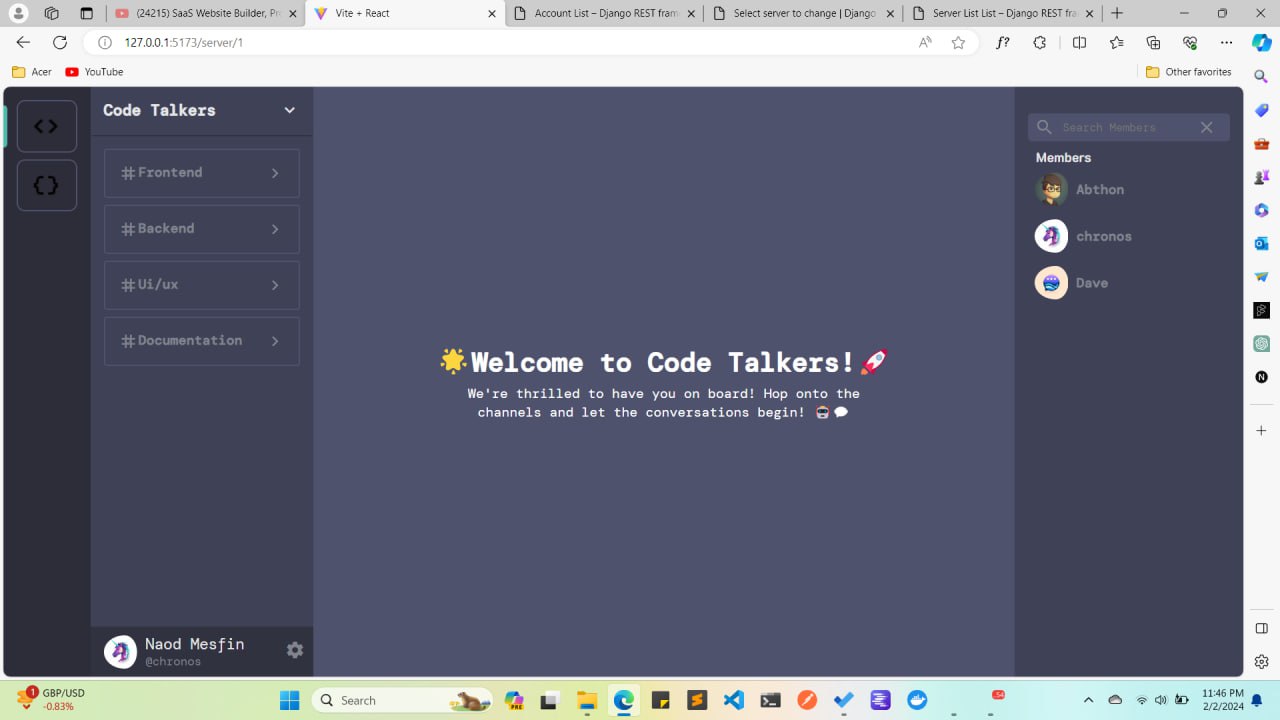 (24215) SaaS Website Builder, Pr
Vite + React
Account List – Django REST fram
Select server to change | Django
Server List List – Django REST fra
127.0.0.1:5173/server/1
Acer
YouTube
Other favorites
Code Talkers
Frontend
Backend
Ui/ux
Documentation
🌟Welcome to Code Talkers!🚀
We're thrilled to have you on board! Hop onto the
channels and let the conversations begin! 🤖💬
Search Members
Members
Abthon
chronos
Dave
Naod Mesfin
@chronos
1
GBP/USD
-0.83%
Search
PRE
54
11:46 PM
2/2/2024